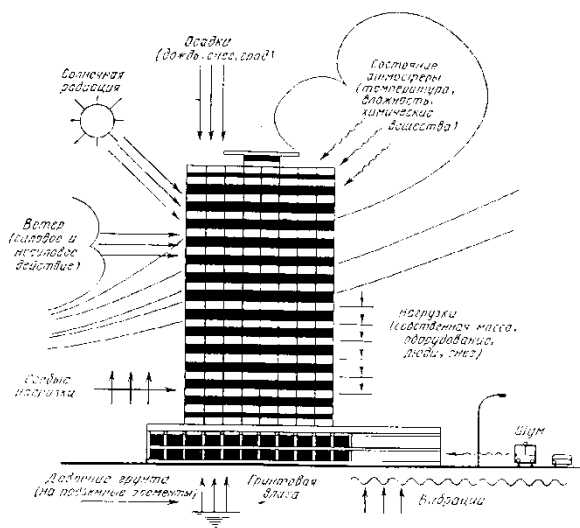 Осадки
(дождь, снег, град)
Солнечная
радиация
Состояние
атмосферы
(температура,
влажность,
химические
вещества)
Ветер
(силовое и
несиловое
действие)
Нагрузки
(собственная масса,
оборудование,
люди, снег)
Особые
нагрузки
Шум
Давление грунта
(на подземные элементы)
Грунтовая
влага
Вибрации